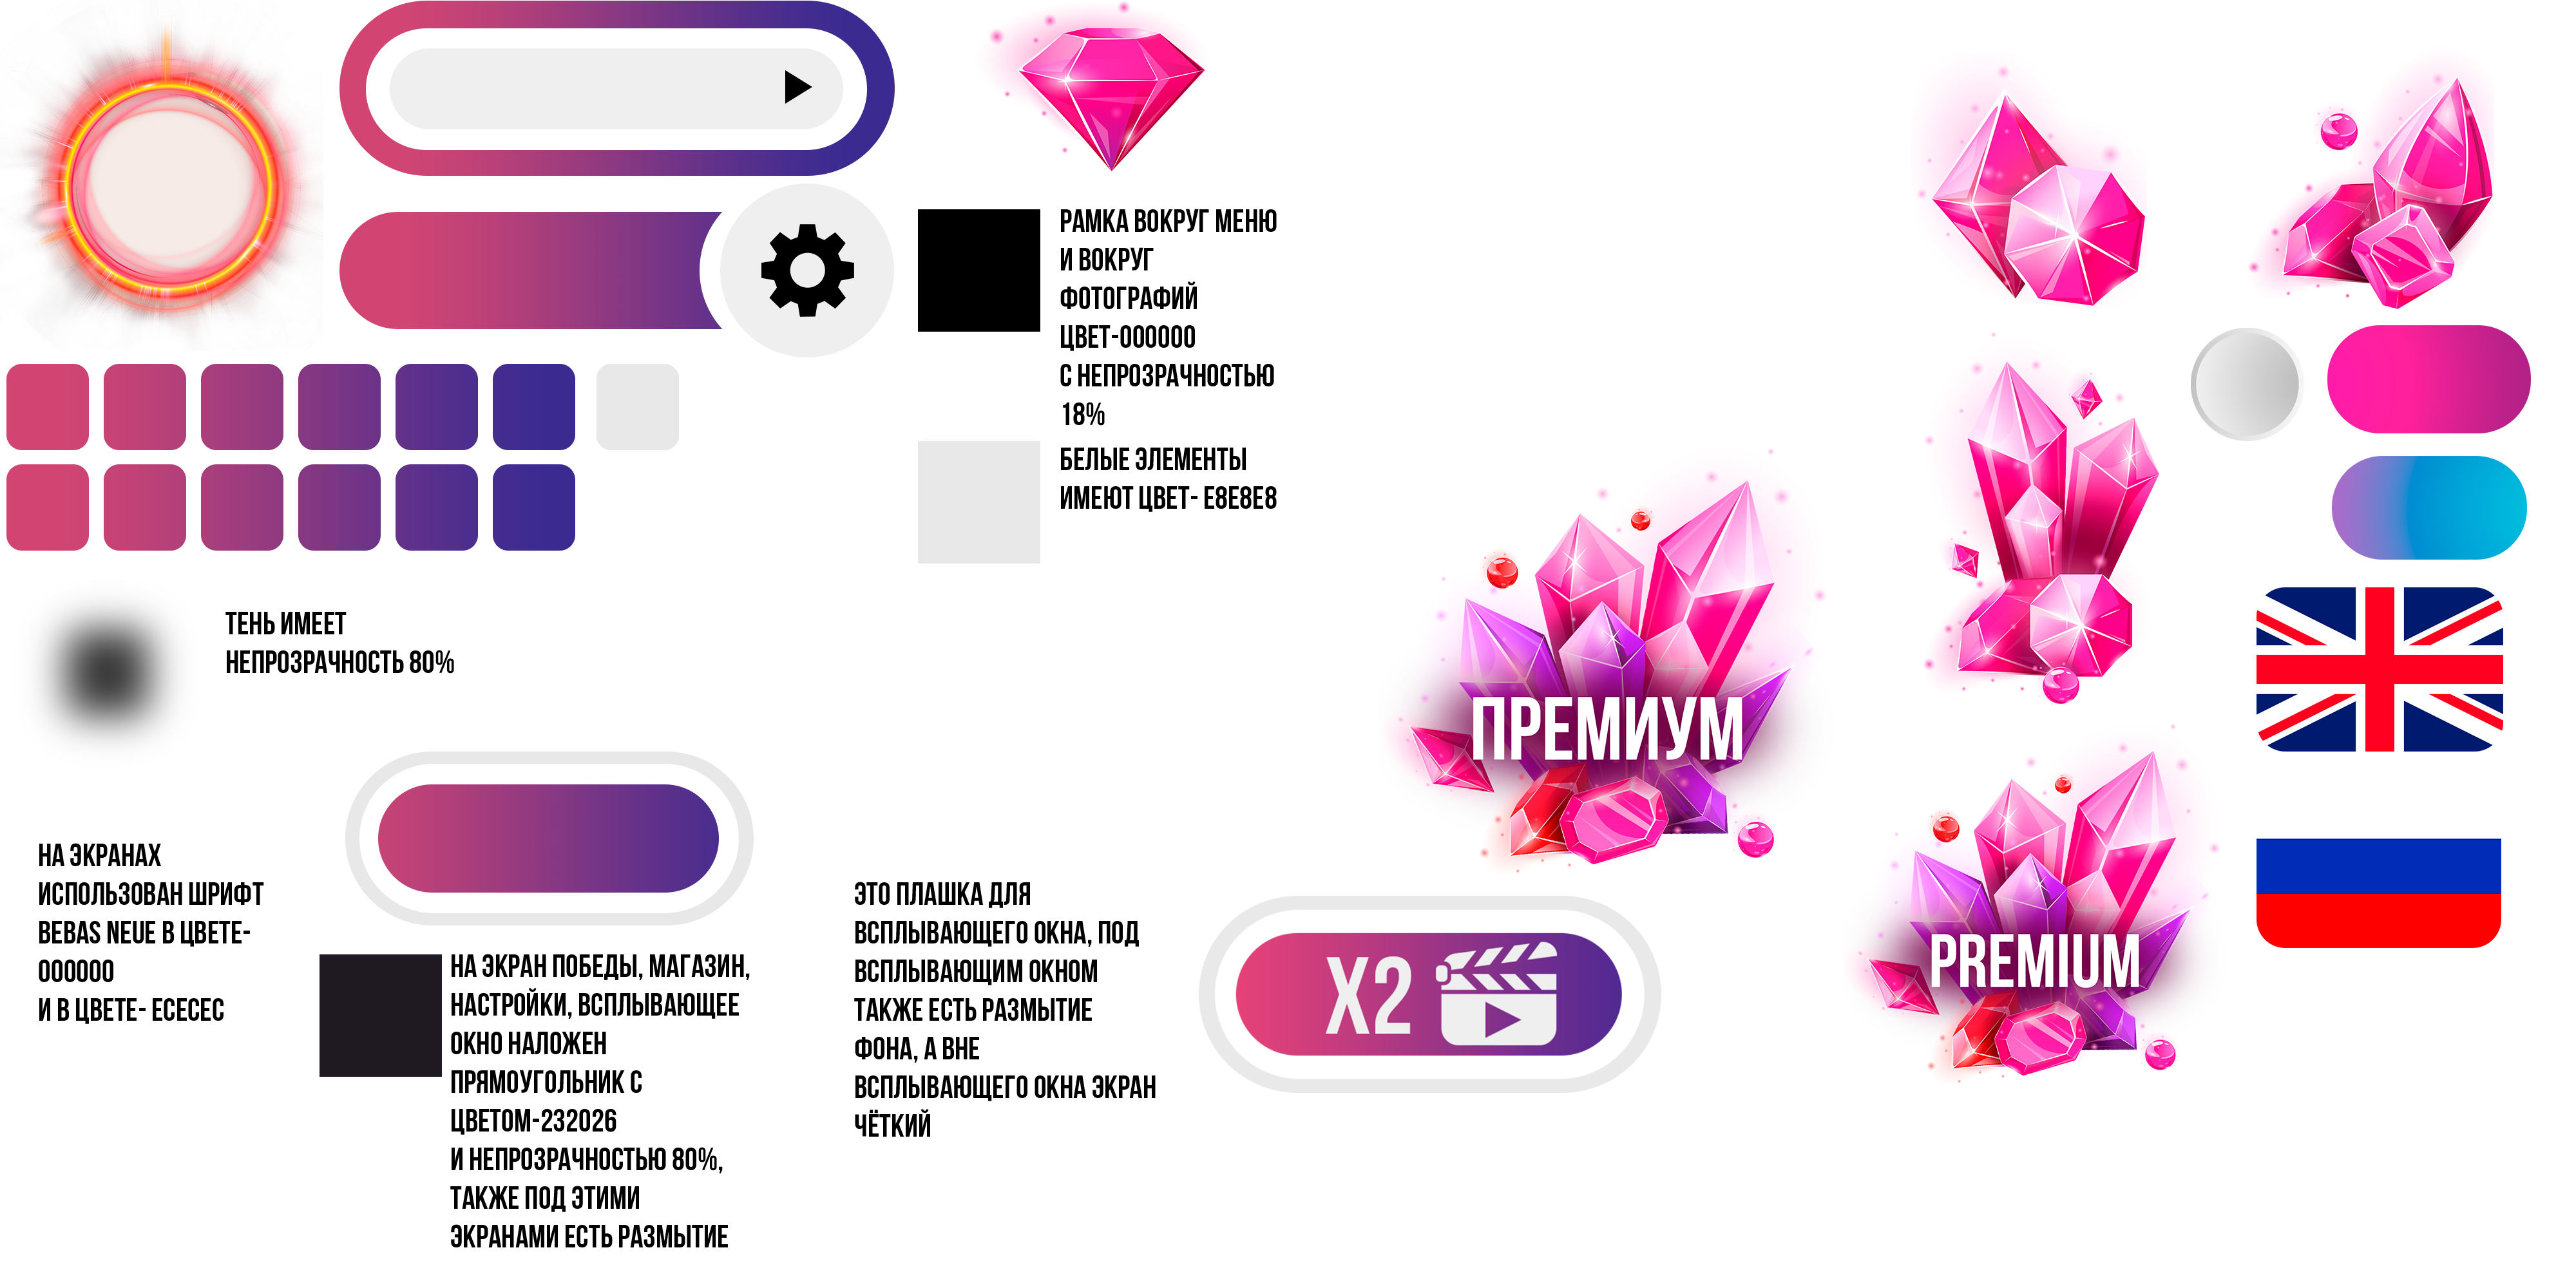 РАМКА ВОКРУГ МЕНЮ
И ВОКРУГ
ФОТОГРАФИЙ
ЦВЕТ-000000
С НЕПРОЗРАЧНОСТЬЮ
18%
БЕЛЫЕ ЭЛЕМЕНТЫ
ИМЕЮТ ЦВЕТ- E8E8E8
ТЕНЬ ИМЕЕТ
НЕПРОЗРАЧНОСТЬ 80%
ПРЕМИУМ
НА ЭКРАНАХ
ИСПОЛЬЗОВАН ШРИФТ
BEBAS NEUE В ЦВЕТЕ-
000000
И В ЦВЕТЕ- ECECEC
НА ЭКРАН ПОБЕДЫ, МАГАЗИН,
НАСТРОЙКИ, ВСПЛЫВАЮЩЕЕ
ОКНО НАЛОЖЕН
ПРЯМОУГОЛЬНИК С
ЦВЕТОМ-232026
И НЕПРОЗРАЧНОСТЬЮ 80%,
ТАКЖЕ ПОД ЭТИМИ
ЭКРАНАМИ ЕСТЬ РАЗМЫТИЕ
ЭТО ПЛАШКА ДЛЯ
ВСПЛЫВАЮЩЕГО ОКНА, ПОД
ВСПЛЫВАЮЩИМ ОКНОМ
ТАКЖЕ ЕСТЬ РАЗМЫТИЕ
ФОНА, А ВНЕ
ВСПЛЫВАЮЩЕГО ОКНА ЭКРАН
ЧЁТКИЙ
X2
PREMIUM